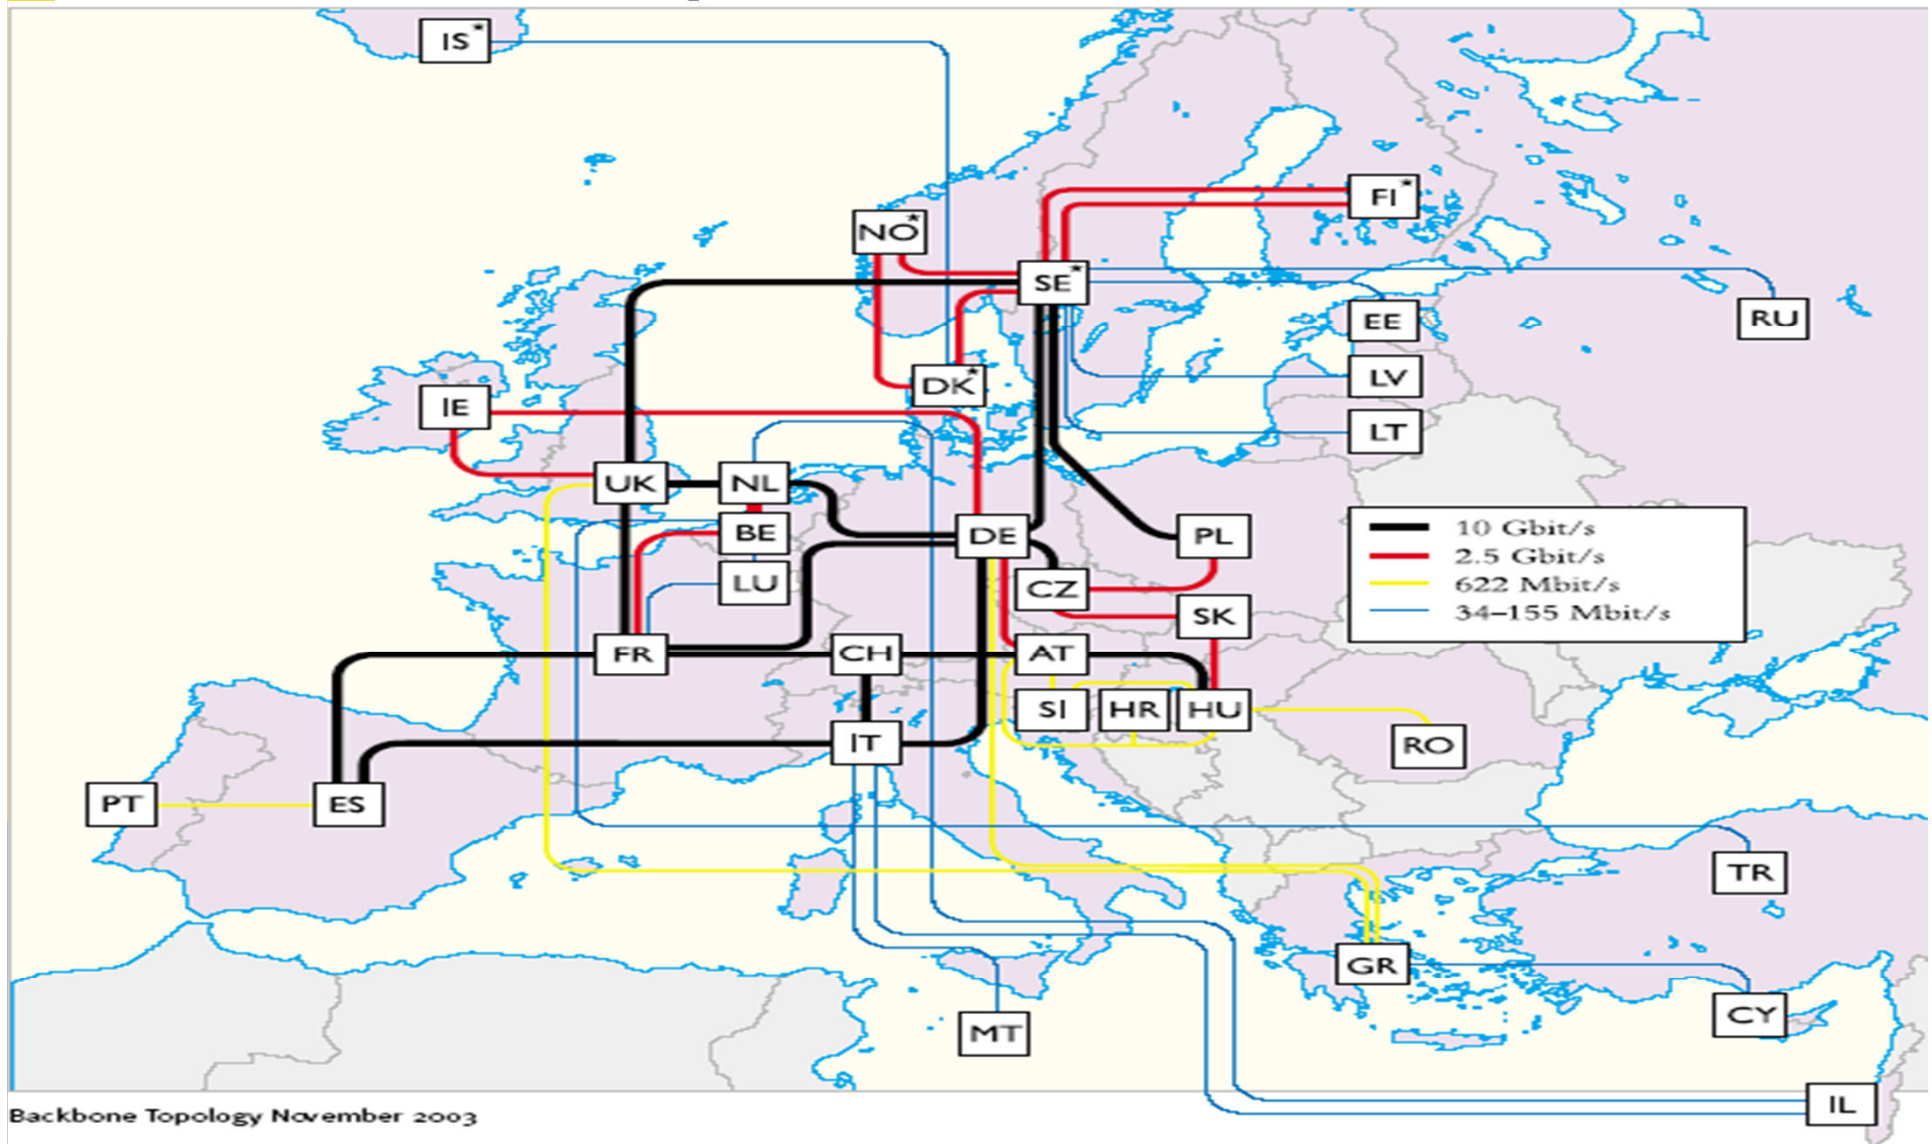 IS*
FI*
NO*
SE*
EE
RU
DK*
LV
IE
LT
UK
NL
BE
DE
PL
10 Gbit/s
2.5 Gbit/s
622 Mbit/s
34–155 Mbit/s
LU
CZ
SK
FR
CH
AT
SI
HR
HU
IT
RO
PT
ES
TR
GR
CY
MT
IL
Backbone Topology November 2003